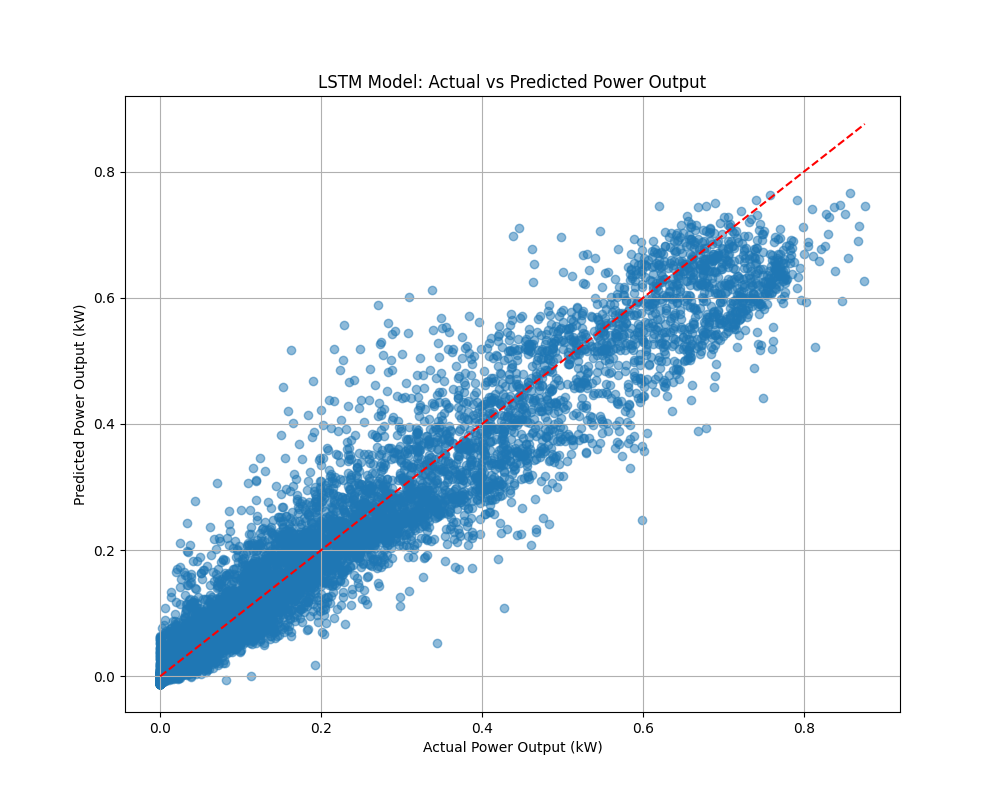 LSTM Model: Actual vs Predicted Power Output
Predicted Power Output (kW)
0.8
0.6
0.4
0.2
0.0
0.0 0.2 0.4 0.6 0.8
Actual Power Output (kW)